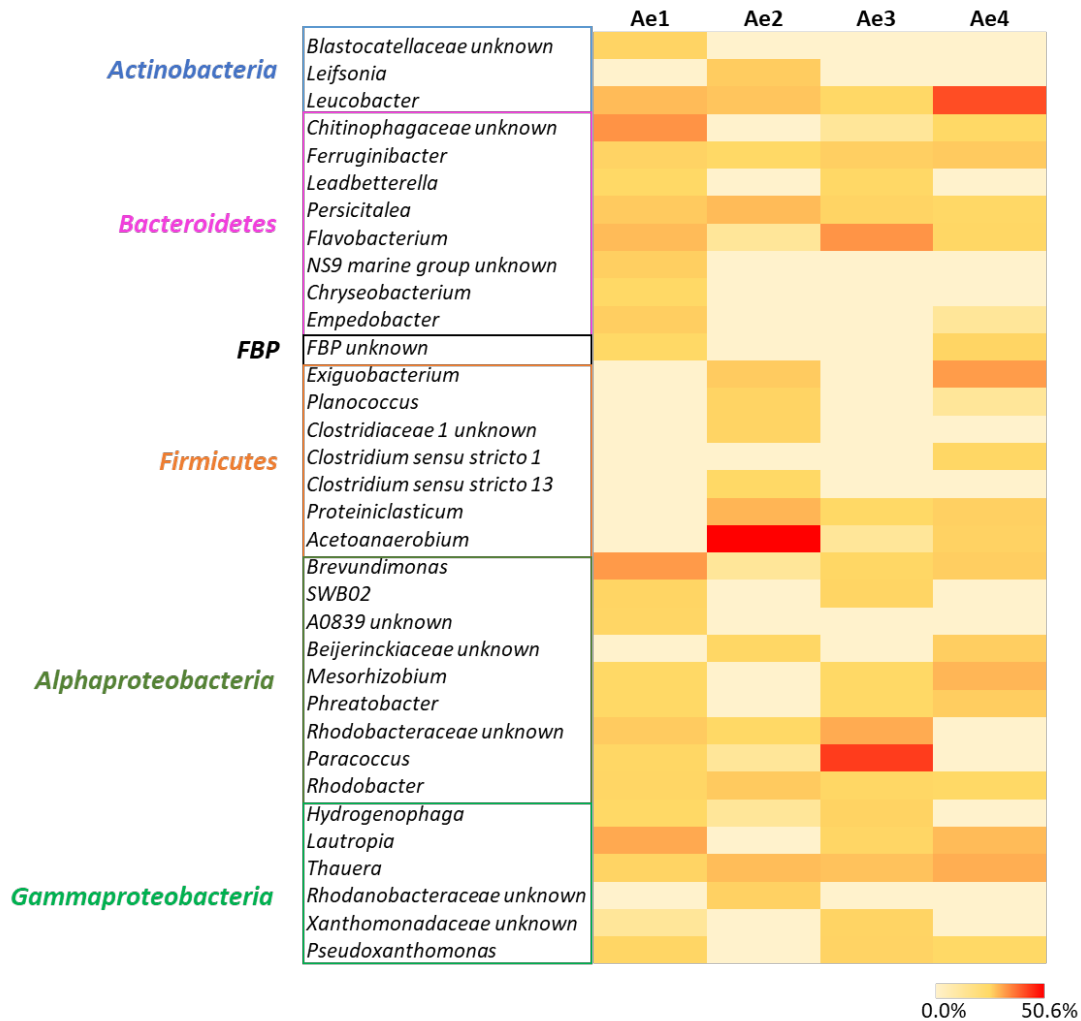 Ae1 Ae2 Ae3 Ae4
Actinobacteria
Blastocatellaceae unknown
Leifsonia
Leucobacter
Bacteroidetes
Chitinophagaceae unknown
Ferruginibacter
Leadbetterella
Persicitalea
Flavobacterium
NS9 marine group unknown
Chryseobacterium
Empedobacter
FBP
FBP unknown
Firmicutes
Exiguobacterium
Planococcus
Clostridiaceae 1 unknown
Clostridium sensu stricto 1
Clostridium sensu stricto 13
Proteiniclasticum
Acetoanaerobium
Alphaproteobacteria
Brevundimonas
SWB02
A0839 unknown
Beijerinckiaceae unknown
Mesorhizobium
Phreatobacter
Rhodobacteraceae unknown
Paracoccus
Rhodobacter
Gammaproteobacteria
Hydrogenophaga
Lautropia
Thauera
Rhodanobacteraceae unknown
Xanthomonadaceae unknown
Pseudoxanthomonas
0.0% 50.6%